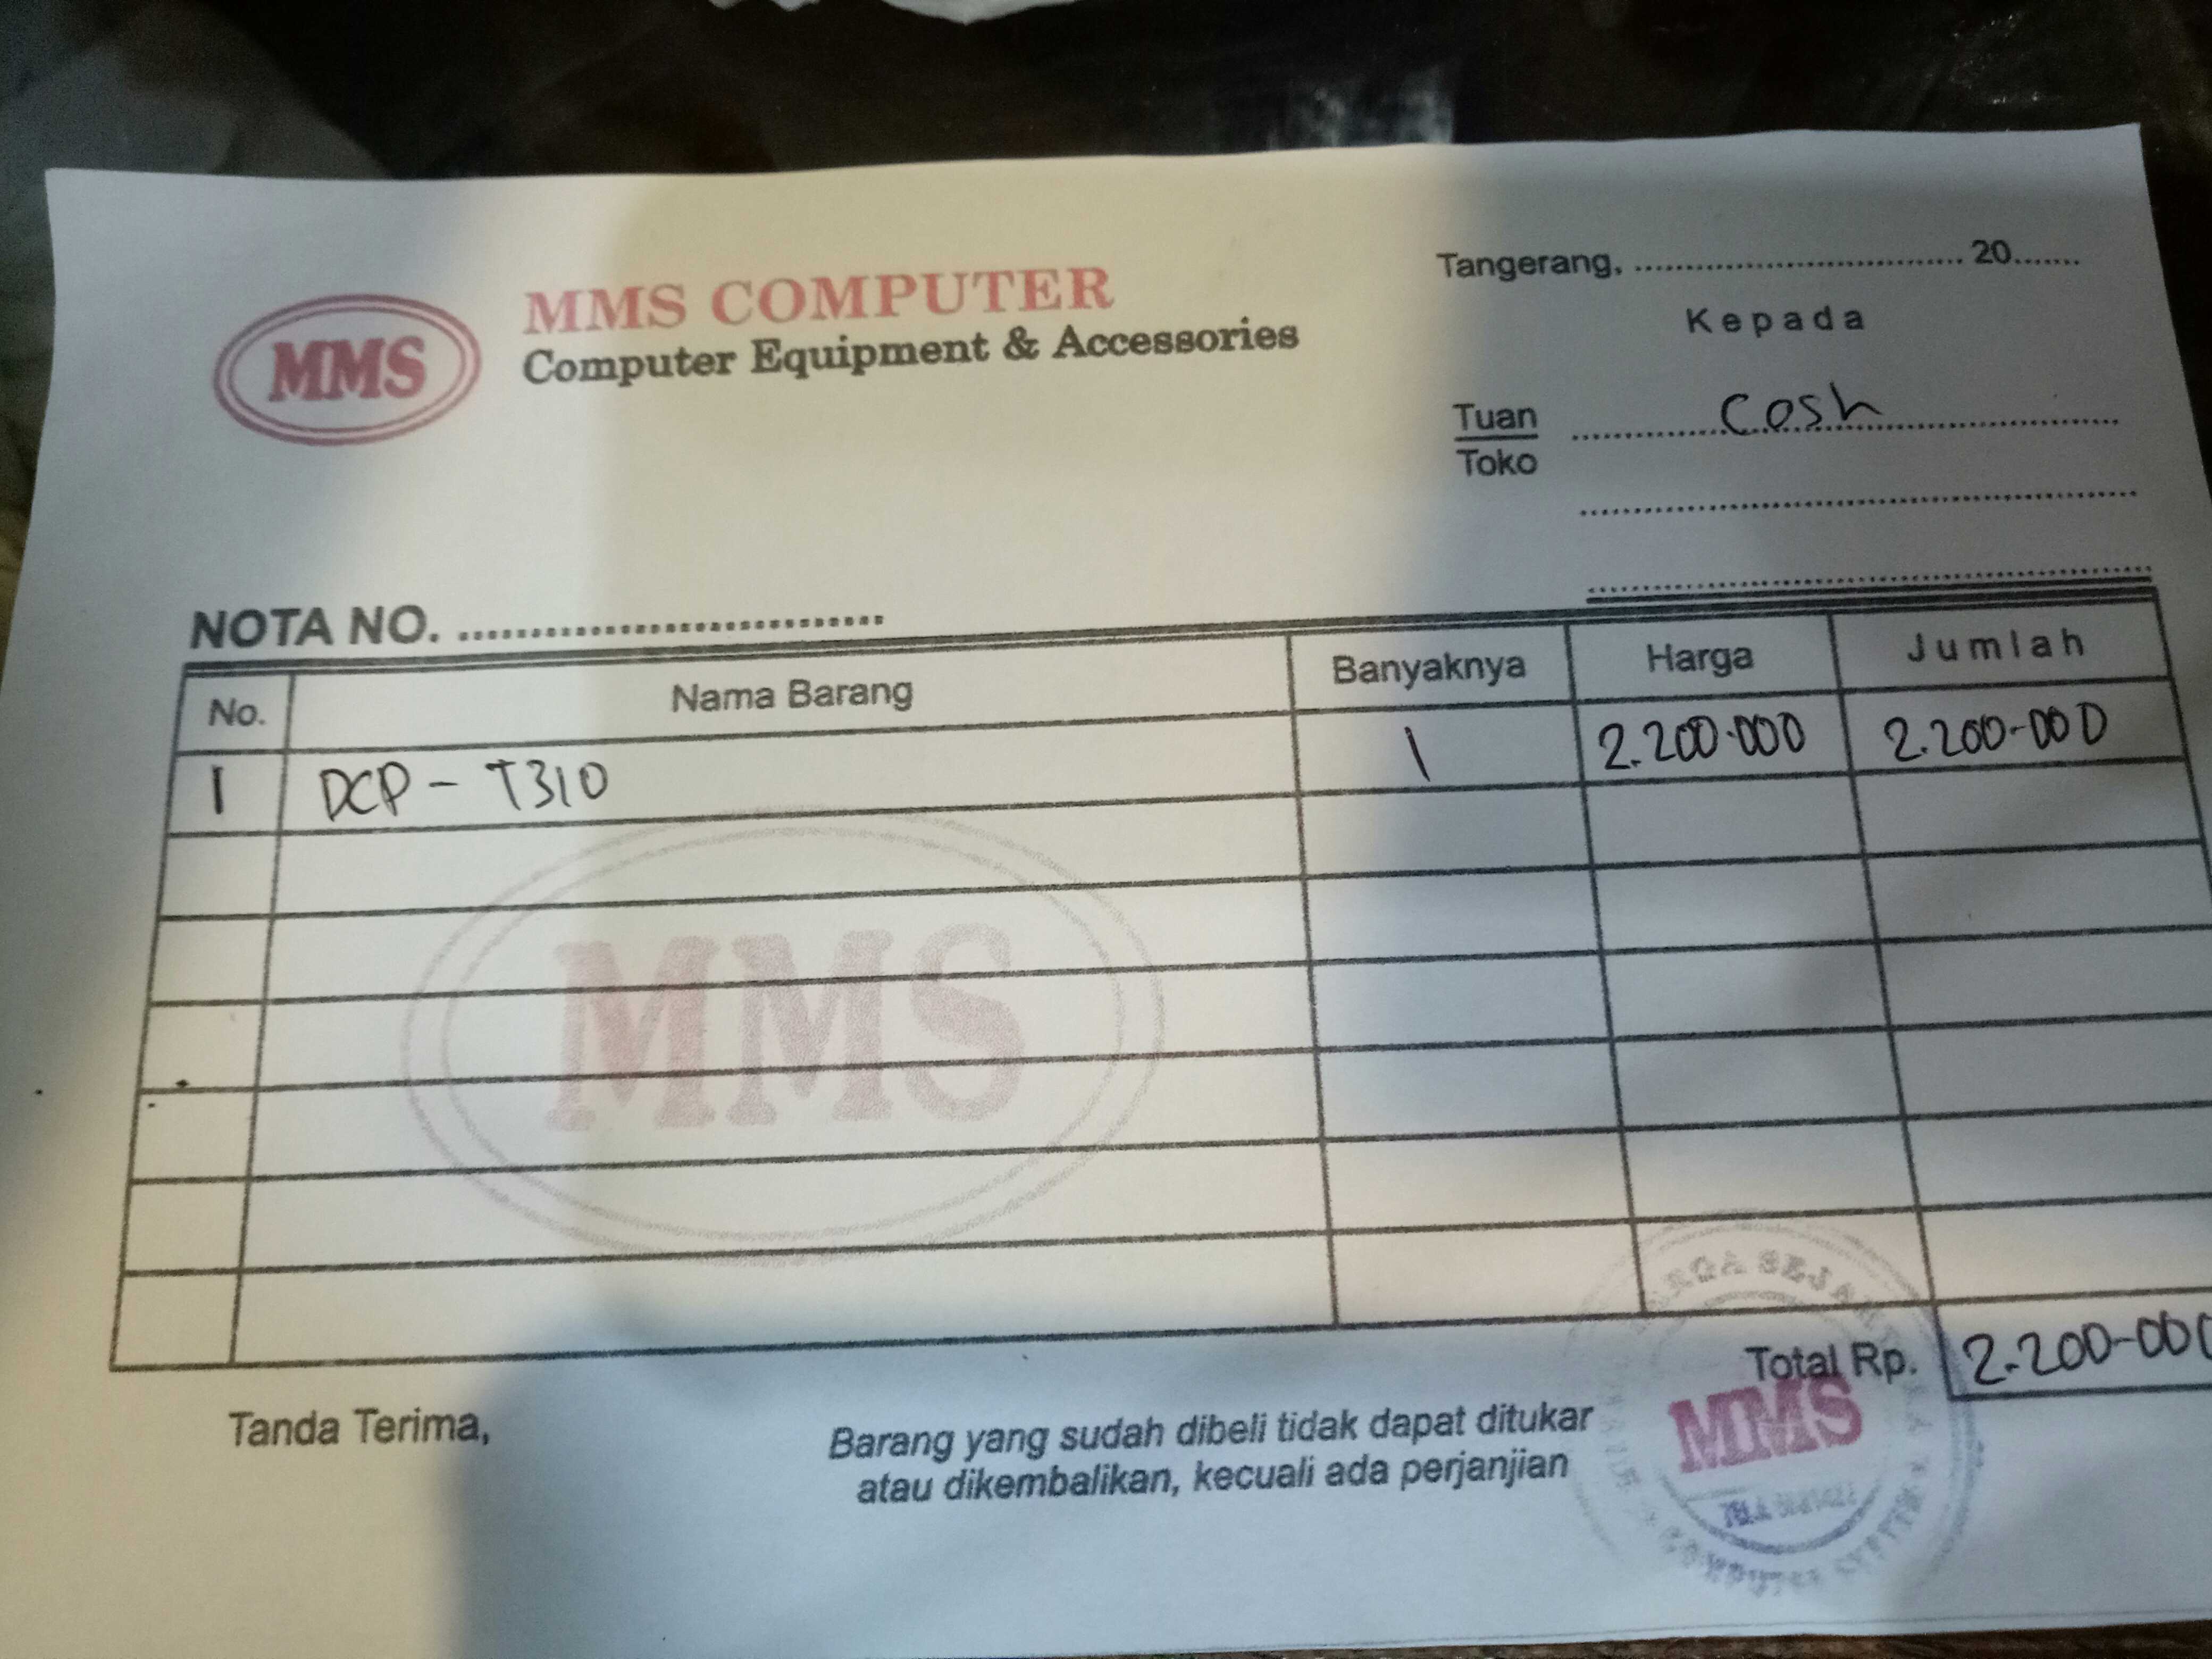 MMS
MMS COMPUTER
Computer Equipment & Accessories
Tangerang, .................................. 20.......
Kepada
Tuan
Toko
Cosh
NOTA NO. ..............................
No. Nama Barang Banyaknya Harga Jumlah
1 DCP - T310 1 2.200.000 2.200-000
MMS
Total Rp. 2.200-000
Tanda Terima,
Barang yang sudah dibeli tidak dapat ditukar
atau dikembalikan, kecuali ada perjanjian
MMS